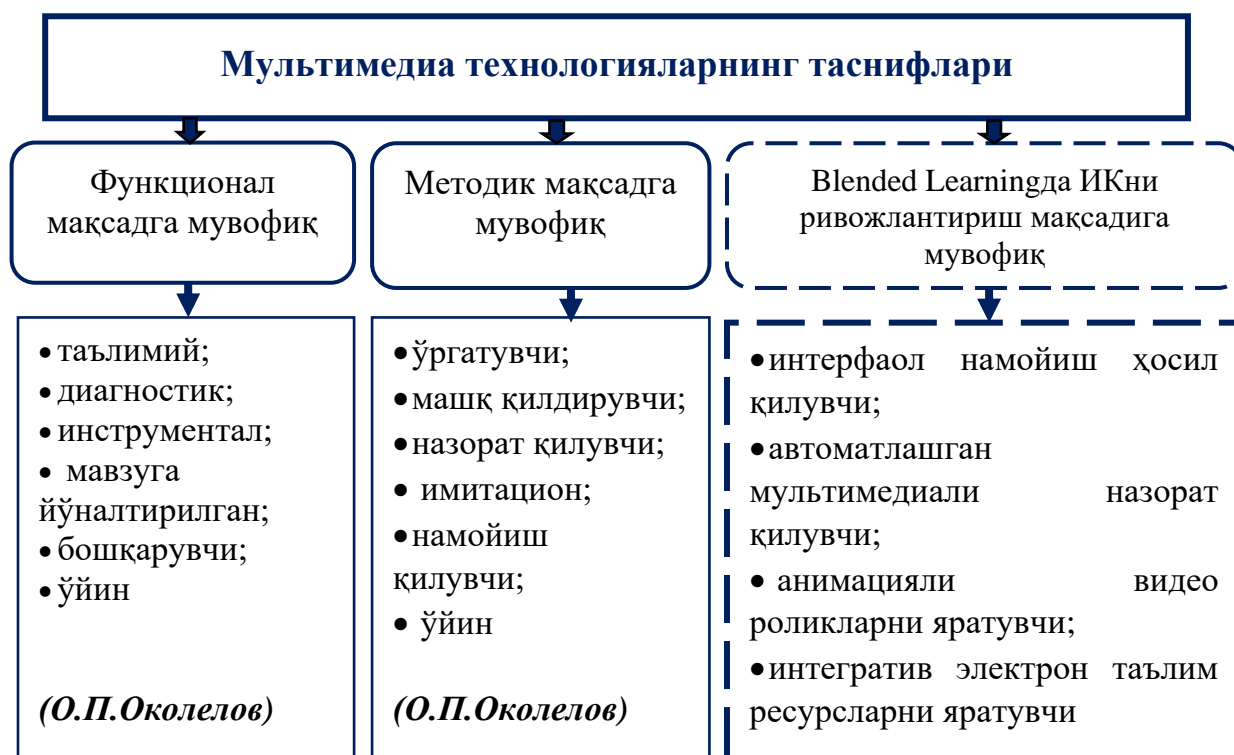 Мультимедиа технологияларнинг таснифлари
Функционал
мақсадга мувофиқ
Методик мақсадга
мувофиқ
Blended Learningда ИКни
ривожлантириш мақсадига
мувофиқ
• таълимий;
• диагностик;
• инструментал;
• мавзуга
йўналтирилган;
• бошқарувчи;
• ўйин
(О.П.Околелов)
• ўргатувчи;
• машқ қилдирувчи;
• назорат қилувчи;
• имитацион;
• намойиш
қилувчи;
• ўйин
(О.П.Околелов)
• интерфаол намойиш ҳосил
қилувчи;
• автоматлашган
мультимедиали назорат
қилувчи;
• анимацияли видео
роликларни яратувчи;
• интегратив электрон таълим
ресурсларни яратувчи